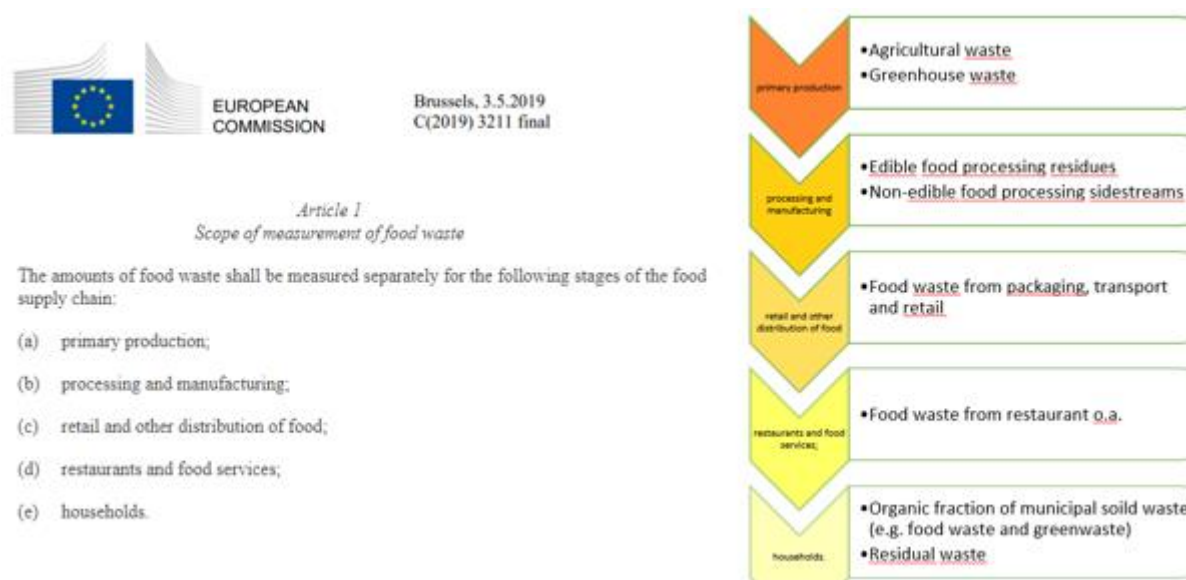 EUROPEAN
COMMISSION
Brussels, 3.5.2019
C(2019) 3211 final
Article 1
Scope of measurement of food waste
The amounts of food waste shall be measured separately for the following stages of the food
supply chain:
(a) primary production;
(b) processing and manufacturing;
(c) retail and other distribution of food;
(d) restaurants and food services;
(e) households.
primary production
•Agricultural waste
•Greenhouse waste
processing and
manufacturing
•Edible food processing residues
•Non-edible food processing sidestreams
retail and other
distribution of food
•Food waste from packaging, transport
and retail
restaurants and food
services;
•Food waste from restaurant o.a.
households.
•Organic fraction of municipal soild waste
(e.g. food waste and greenwaste)
•Residual waste